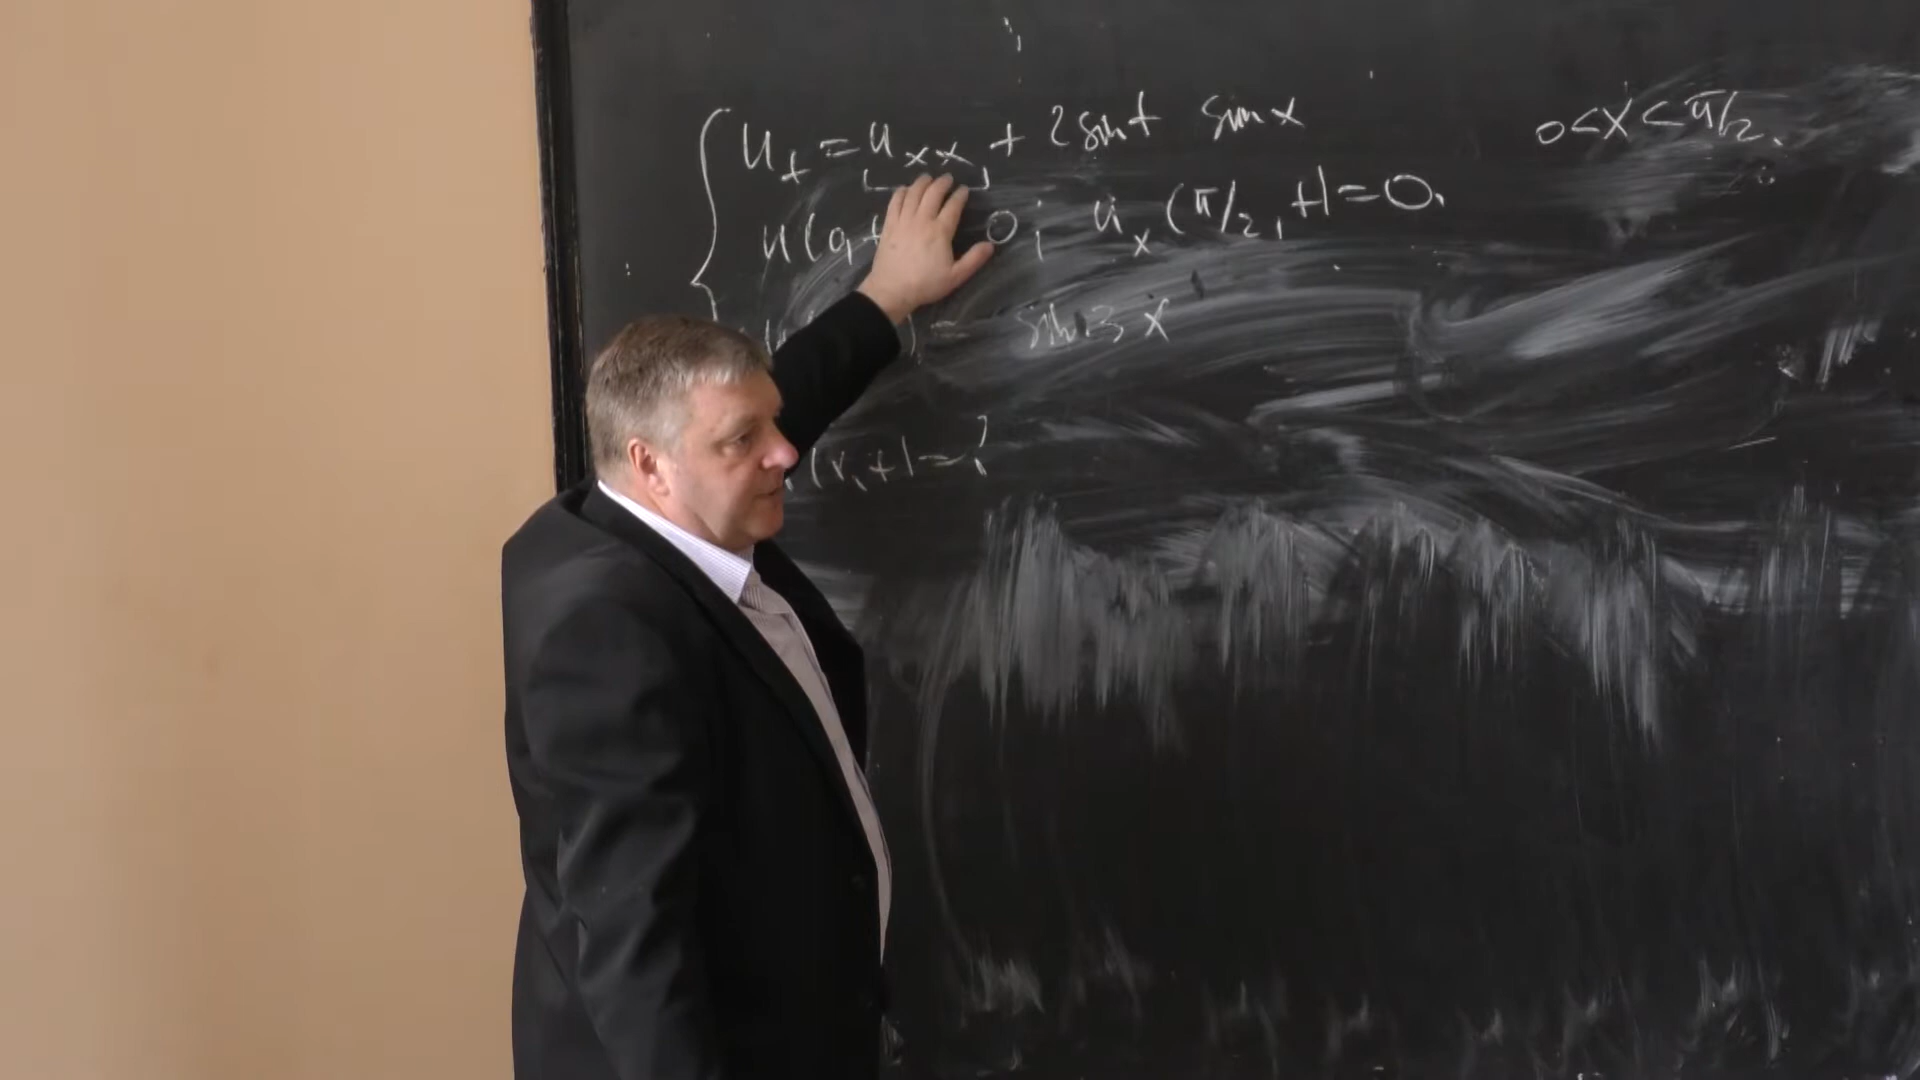 u_t = u_xx + 2 sin t sin x 0 < x < π/2.
u(0, t 0; u_x(π/2, t) = 0.
) = sin 3x
(x, t) = ?